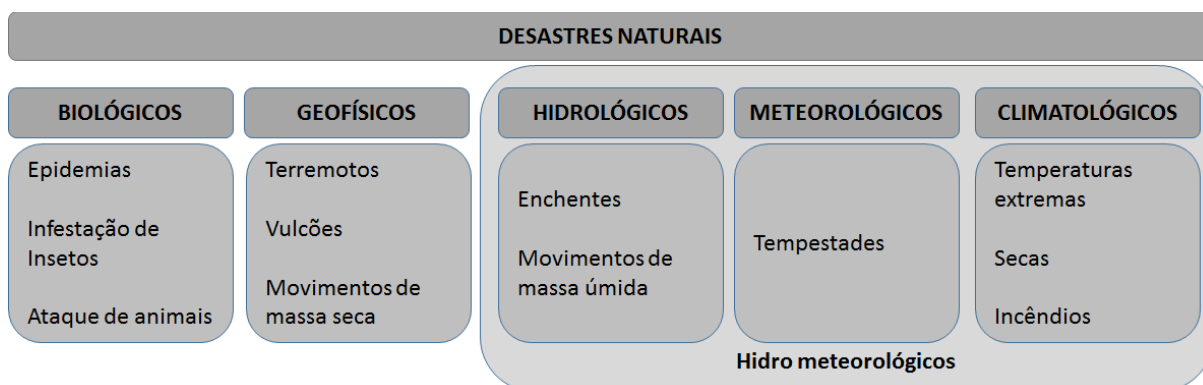 DESASTRES NATURAIS
BIOLÓGICOS
Epidemias
Infestação de
Insetos
Ataque de animais
GEOFÍSICOS
Terremotos
Vulcões
Movimentos de
massa seca
HIDROLÓGICOS
Enchentes
Movimentos de
massa úmida
METEOROLÓGICOS
Tempestades
CLIMATOLÓGICOS
Temperaturas
extremas
Secas
Incêndios
Hidro meteorológicos